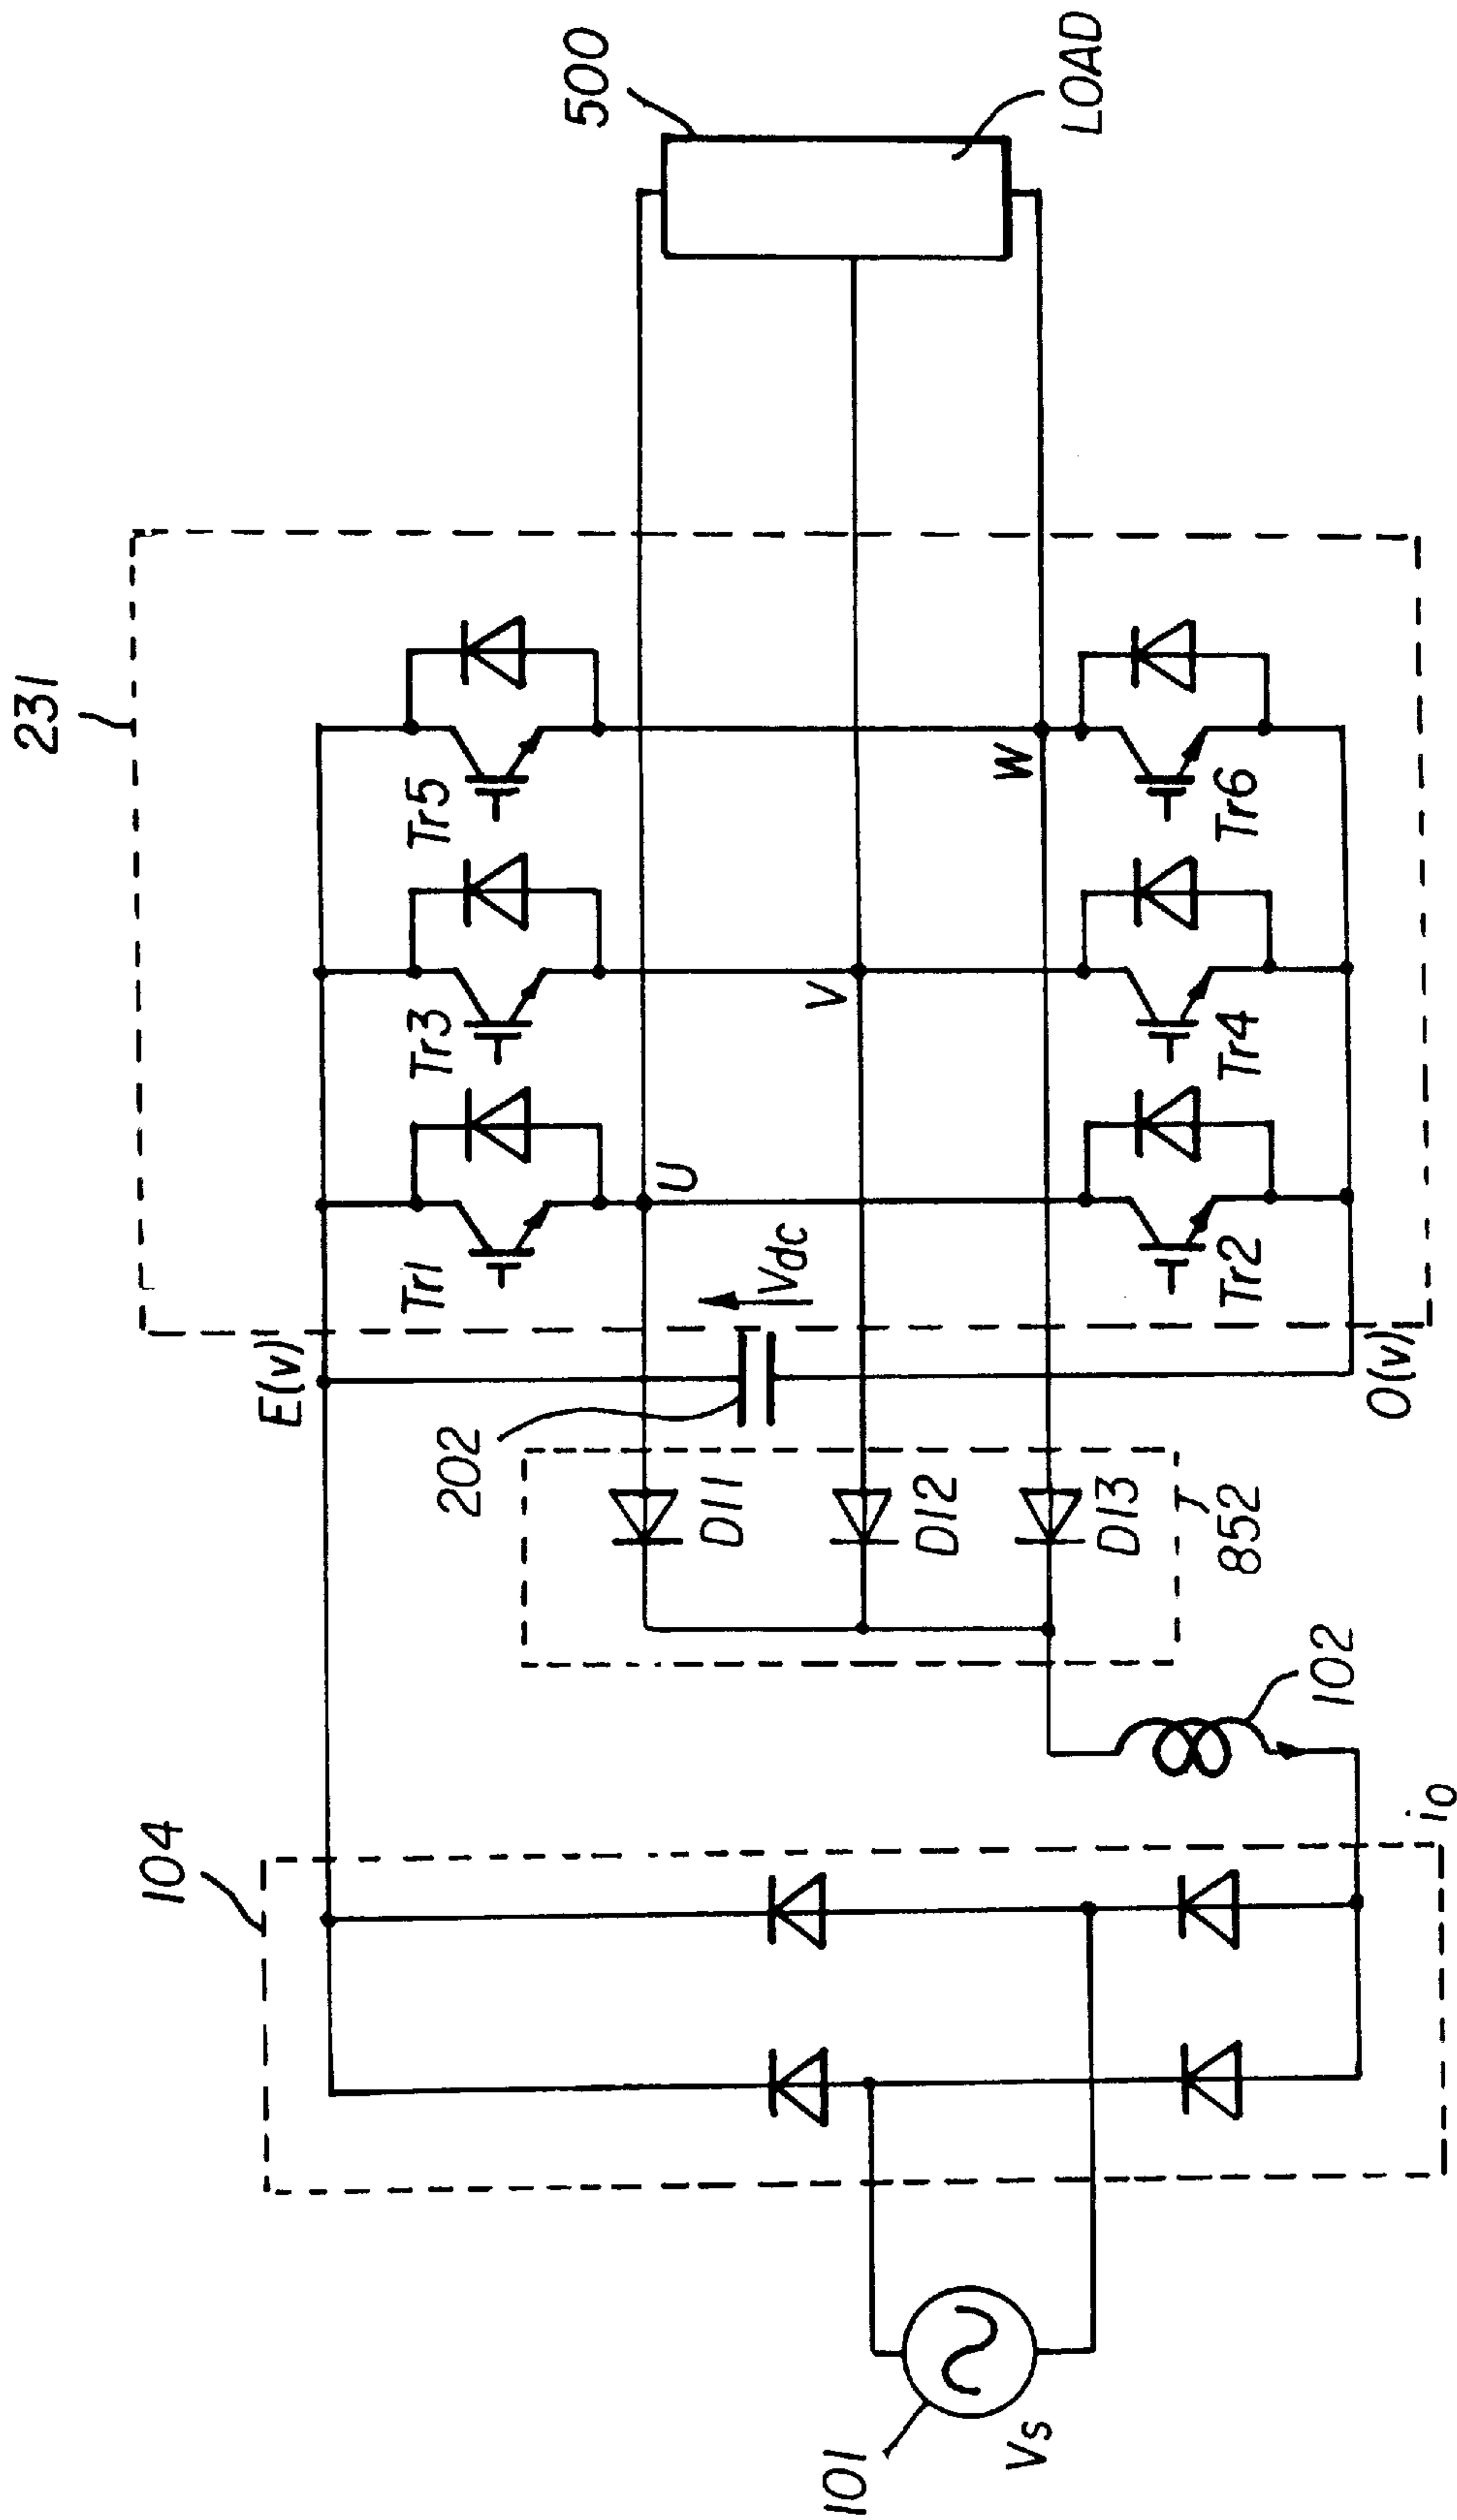 231
500
LOAD
Tr5
Tr3
Tr1
W
V
U
Tr6
Tr4
Tr2
Vdc
E(v)
O(v)
202
D11
D12
D13
852
104
102
io
101
Vs